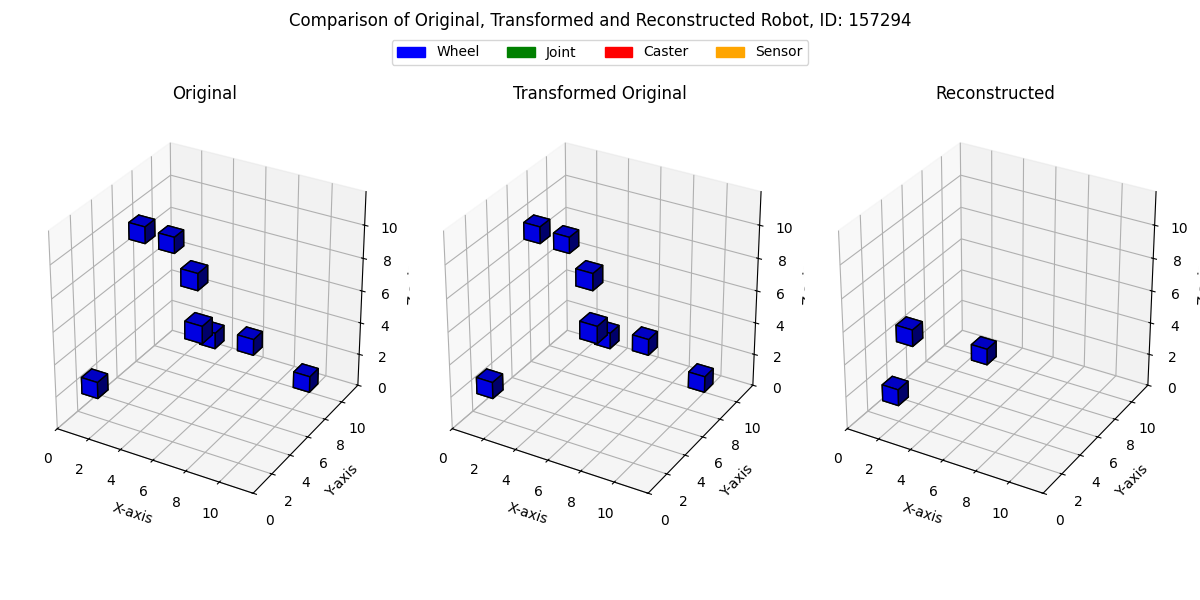 Comparison of Original, Transformed and Reconstructed Robot, ID: 157294
Wheel Joint Caster Sensor
Original Transformed Original Reconstructed
10 10 10
8 8 8
6 6 6
4 4 4
2 2 2
0 0 0
0 2 4 6 8 10 0 2 4 6 8 10 0 2 4 6 8 10
0 2 4 6 8 10 0 2 4 6 8 10 0 2 4 6 8 10
X-axis Y-axis X-axis Y-axis X-axis Y-axis